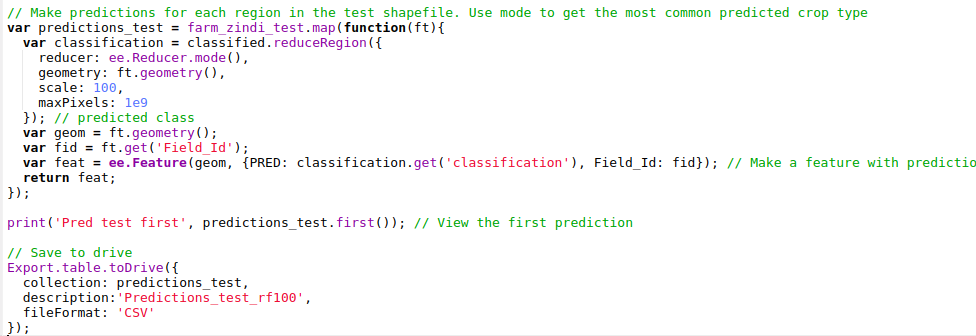 // Make predictions for each region in the test shapefile. Use mode to get the most common predicted crop type
var predictions_test = farm_zindi_test.map(function(ft){
  var classification = classified.reduceRegion({
    reducer: ee.Reducer.mode(),
    geometry: ft.geometry(),
    scale: 100,
    maxPixels: 1e9
  }); // predicted class
  var geom = ft.geometry();
  var fid = ft.get('Field_Id');
  var feat = ee.Feature(geom, {PRED: classification.get('classification'), Field_Id: fid}); // Make a feature with predictio
  return feat;
});

print('Pred test first', predictions_test.first()); // View the first prediction

// Save to drive
Export.table.toDrive({
  collection: predictions_test,
  description:'Predictions_test_rf100',
  fileFormat: 'CSV'
});